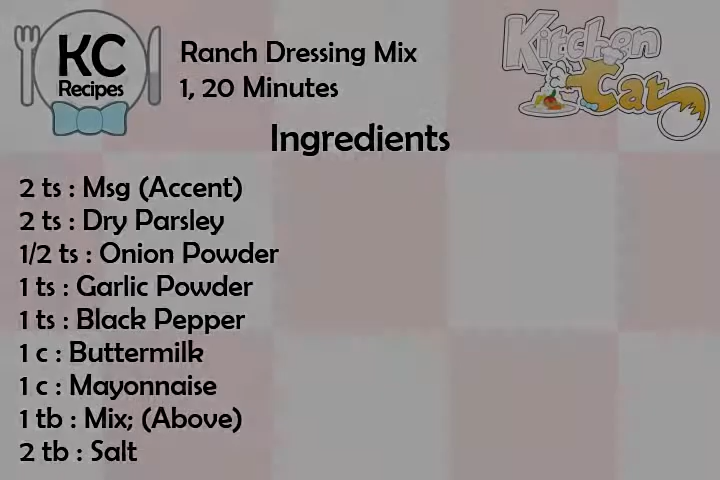 KC
Recipes
Ranch Dressing Mix
1, 20 Minutes
Kitchen
Cat
Ingredients
2 ts : Msg (Accent)
2 ts : Dry Parsley
1/2 ts : Onion Powder
1 ts : Garlic Powder
1 ts : Black Pepper
1 c : Buttermilk
1 c : Mayonnaise
1 tb : Mix; (Above)
2 tb : Salt